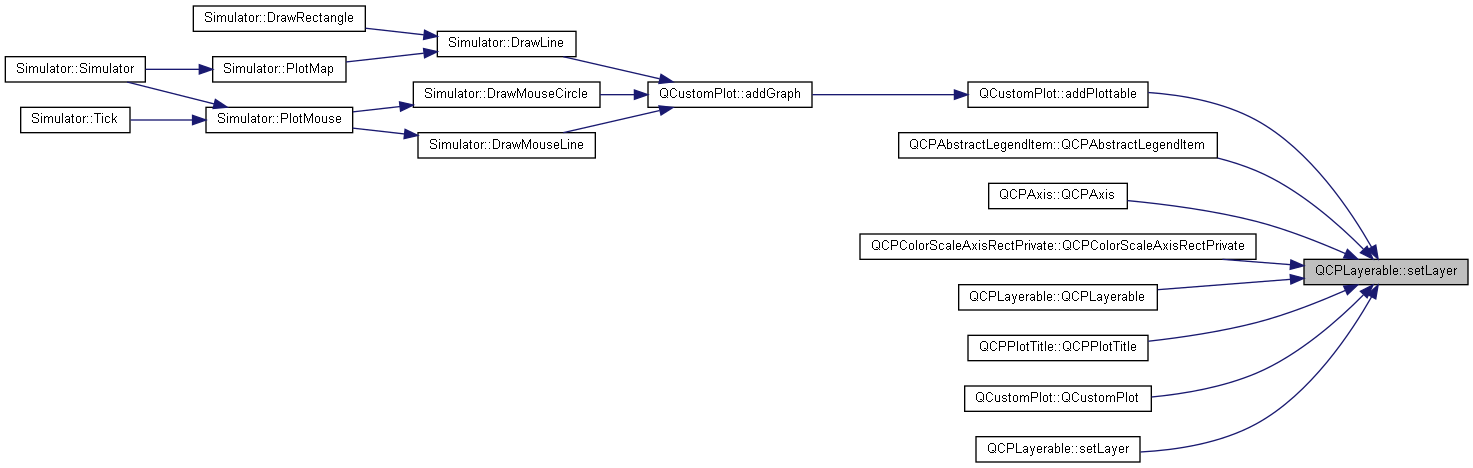 Simulator::DrawRectangle
Simulator::DrawLine
Simulator::Simulator
Simulator::PlotMap
Simulator::DrawMouseCircle
QCustomPlot::addGraph
QCustomPlot::addPlottable
Simulator::Tick
Simulator::PlotMouse
Simulator::DrawMouseLine
QCPAbstractLegendItem::QCPAbstractLegendItem
QCPAxis::QCPAxis
QCPColorScaleAxisRectPrivate::QCPColorScaleAxisRectPrivate
QCPLayerable::setLayer
QCPLayerable::QCPLayerable
QCPPlotTitle::QCPPlotTitle
QCustomPlot::QCustomPlot
QCPLayerable::setLayer